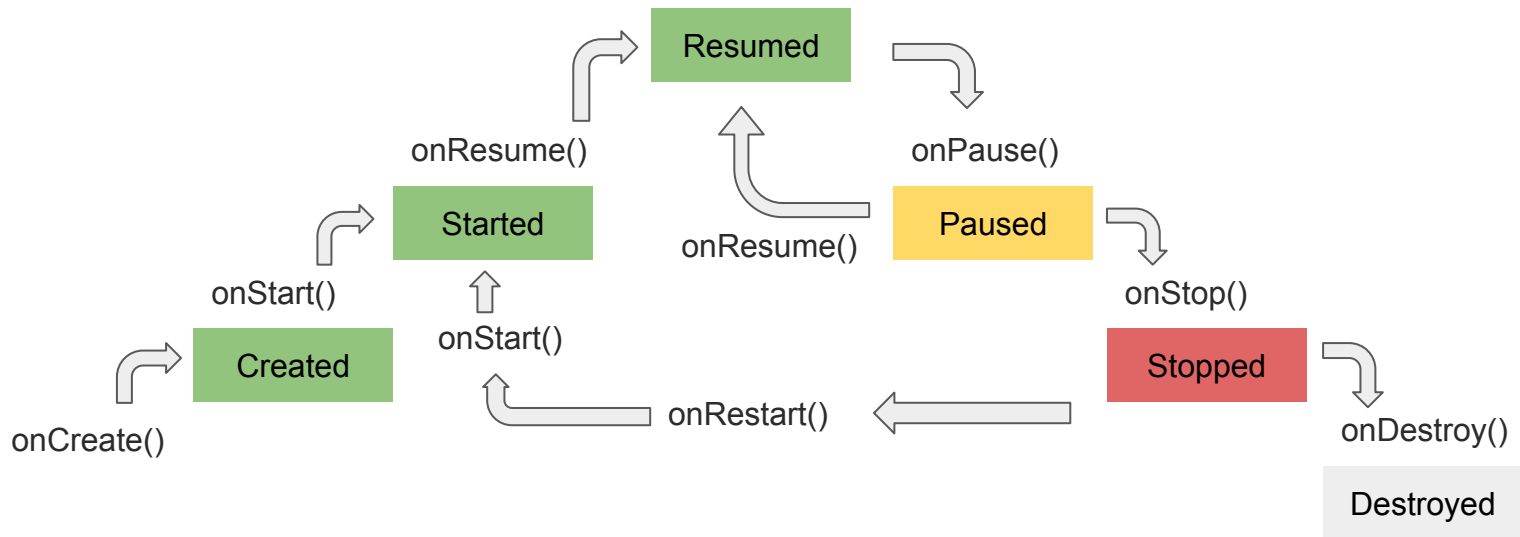 Resumed
onResume()
onPause()
Started
onResume()
Paused
onStart()
onStart()
onStop()
Created
onRestart()
Stopped
onCreate()
onDestroy()
Destroyed